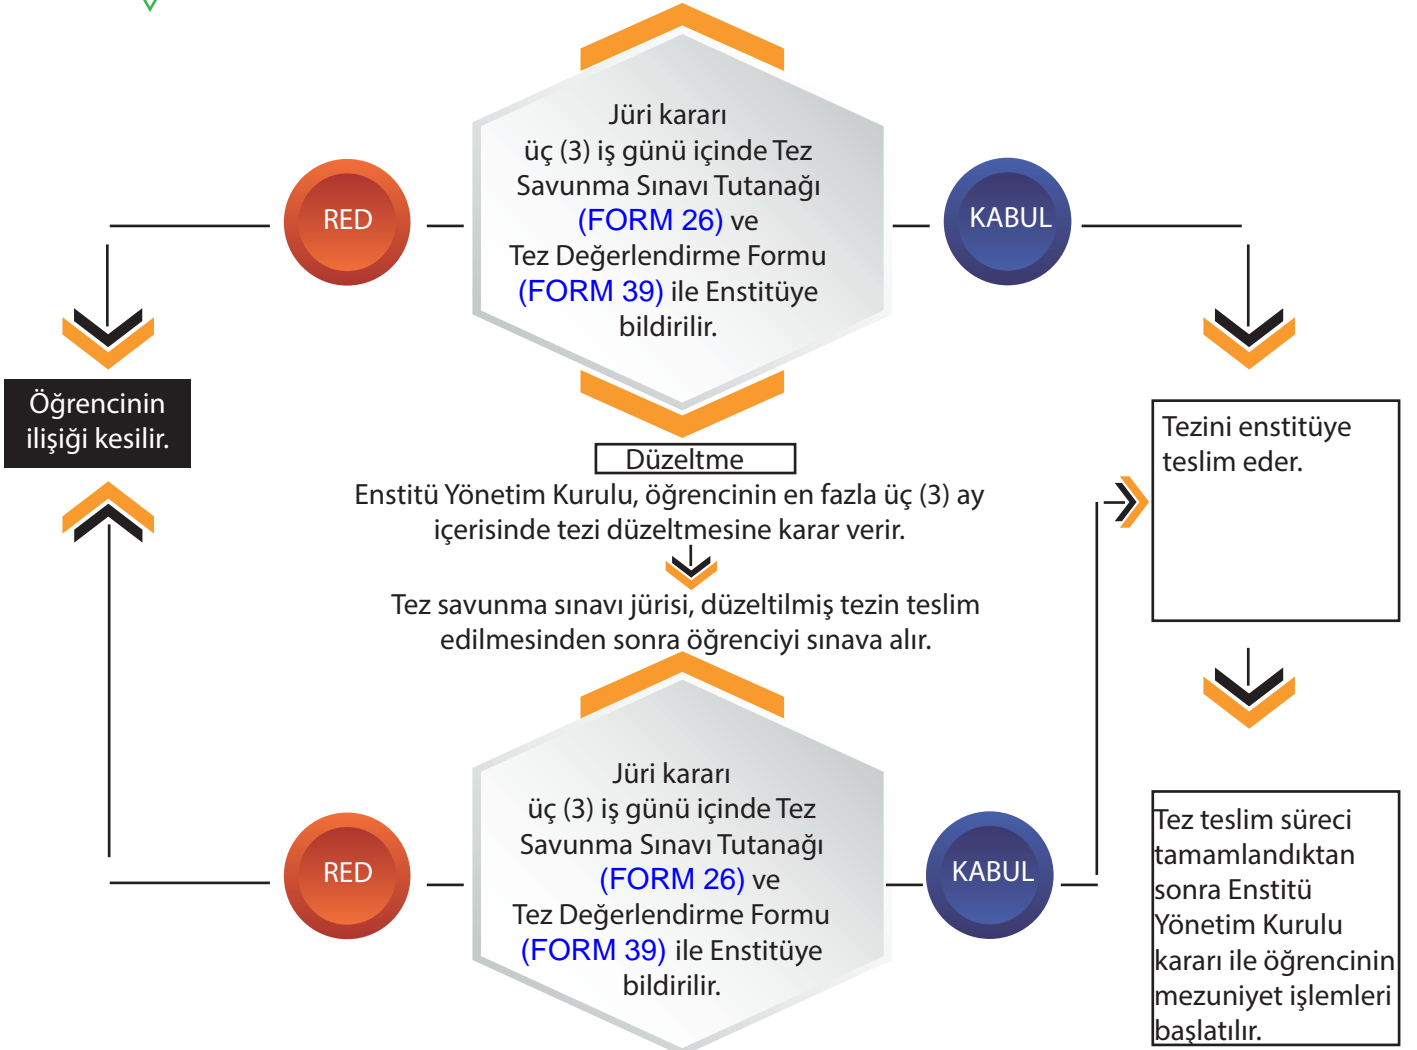 Jüri kararı
üç (3) iş günü içinde Tez
Savunma Sınavı Tutanağı
(FORM 26) ve
Tez Değerlendirme Formu
(FORM 39) ile Enstitüye
bildirilir.
RED
KABUL
Öğrencinin
ilişiği kesilir.
Tezini enstitüye
teslim eder.
Düzeltme
Enstitü Yönetim Kurulu, öğrencinin en fazla üç (3) ay
içerisinde tezi düzeltmesine karar verir.
Tez savunma sınavı jürisi, düzeltilmiş tezin teslim
edilmesinden sonra öğrenciyi sınava alır.
Jüri kararı
üç (3) iş günü içinde Tez
Savunma Sınavı Tutanağı
(FORM 26) ve
Tez Değerlendirme Formu
(FORM 39) ile Enstitüye
bildirilir.
RED
KABUL
Tez teslim süreci
tamamlandıktan
sonra Enstitü
Yönetim Kurulu
kararı ile öğrencinin
mezuniyet işlemleri
başlatılır.